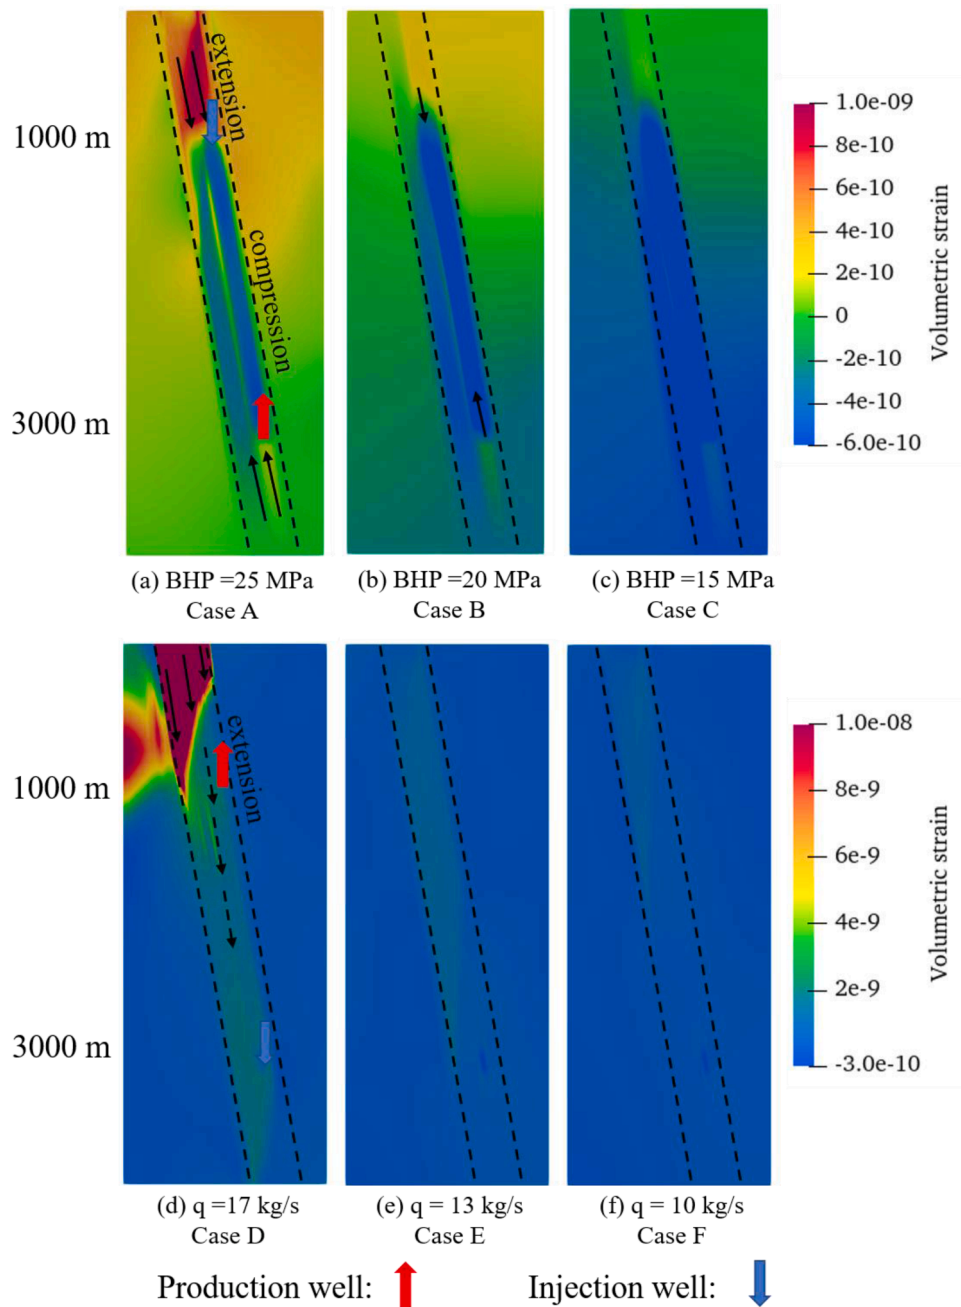 extension
1000 m
compression
3000 m
1.0e-09
8e-10
6e-10
4e-10
2e-10
0
-2e-10
-4e-10
-6.0e-10
Volumetric strain
(a) BHP =25 MPa
Case A
(b) BHP =20 MPa
Case B
(c) BHP =15 MPa
Case C
extension
1000 m
3000 m
1.0e-08
8e-9
6e-9
4e-9
2e-9
-3.0e-10
Volumetric strain
(d) q =17 kg/s
Case D
(e) q = 13 kg/s
Case E
(f) q = 10 kg/s
Case F
Production well:
Injection well: